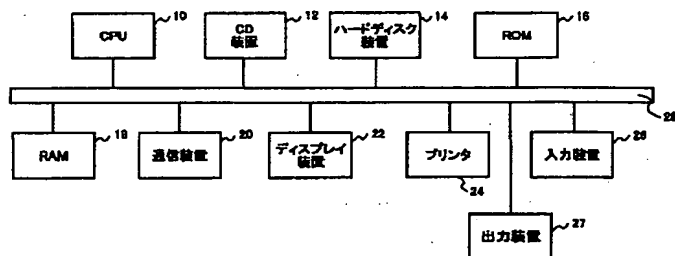 CPU
10
CD
装置
12
ハードディスク
装置
14
ROM
16
28
RAM
18
通信装置
20
ディスプレイ
装置
22
プリンタ
24
入力装置
26
出力装置
27